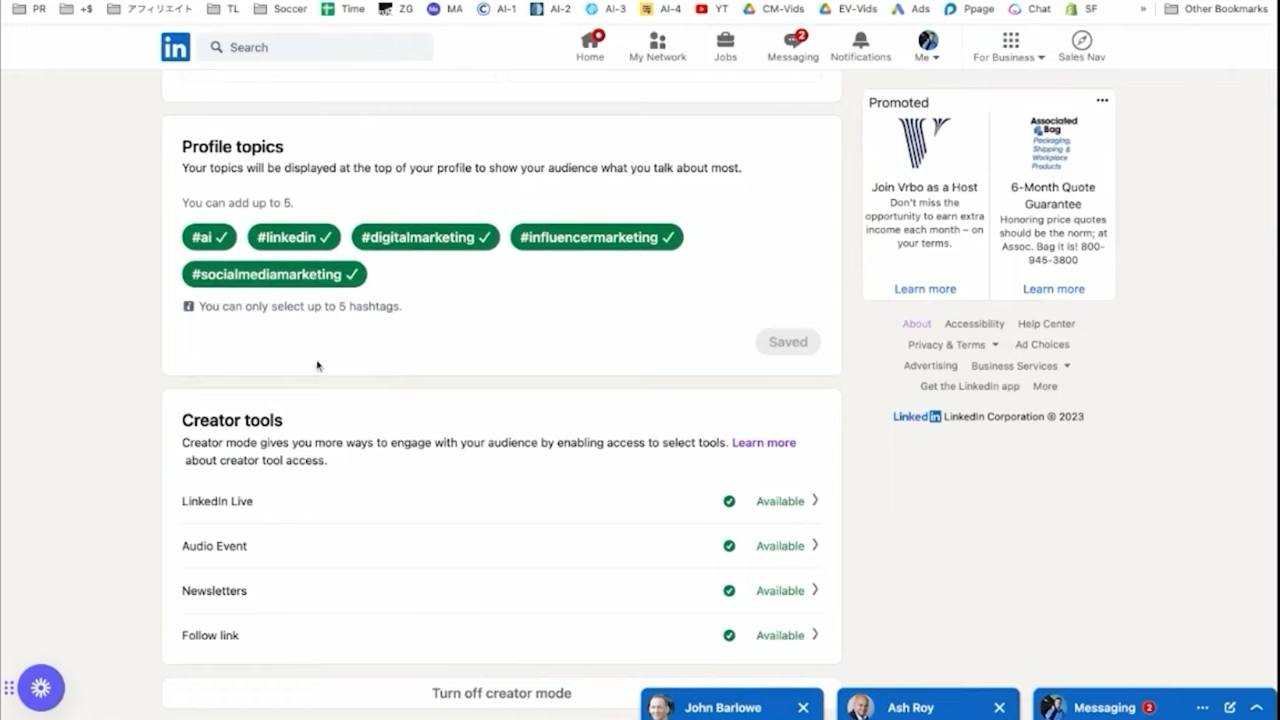 PR +$ アフィリエイト TL Soccer Time ZG MA AI-1 AI-2 AI-3 AI-4 YT CM-Vids EV-Vids Ads Ppage Chat SF » Other Bookmarks
in Search Home My Network Jobs 2 Messaging Notifications Me For Business Sales Nav
Profile topics
Your topics will be displayed at the top of your profile to show your audience what you talk about most.
You can add up to 5.
#ai ✓ #linkedin ✓ #digitalmarketing ✓ #influencermarketing ✓
#socialmediamarketing ✓
You can only select up to 5 hashtags.
Saved
Creator tools
Creator mode gives you more ways to engage with your audience by enabling access to select tools. Learn more
about creator tool access.
LinkedIn Live Available
Audio Event Available
Newsletters Available
Follow link Available
Turn off creator mode
Promoted
Join Vrbo as a Host
Don't miss the
opportunity to earn extra
income each month – on
your terms.
Learn more
Associated
Bag
Packaging,
Shipping &
Workplace
Products
6-Month Quote
Guarantee
Honoring price quotes
should be the norm; at
Assoc. Bag it is! 800-
945-3800
Learn more
About Accessibility Help Center
Privacy & Terms Ad Choices
Advertising Business Services
Get the LinkedIn app More
LinkedIn LinkedIn Corporation © 2023
John Barlowe Ash Roy Messaging 2